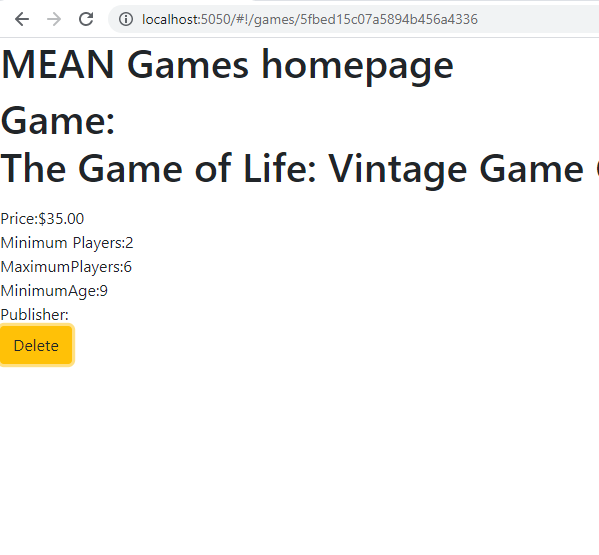 localhost:5050/#!/games/5fbed15c07a5894b456a4336
MEAN Games homepage
Game:
The Game of Life: Vintage Game
Price:$35.00
Minimum Players:2
MaximumPlayers:6
MinimumAge:9
Publisher:
Delete